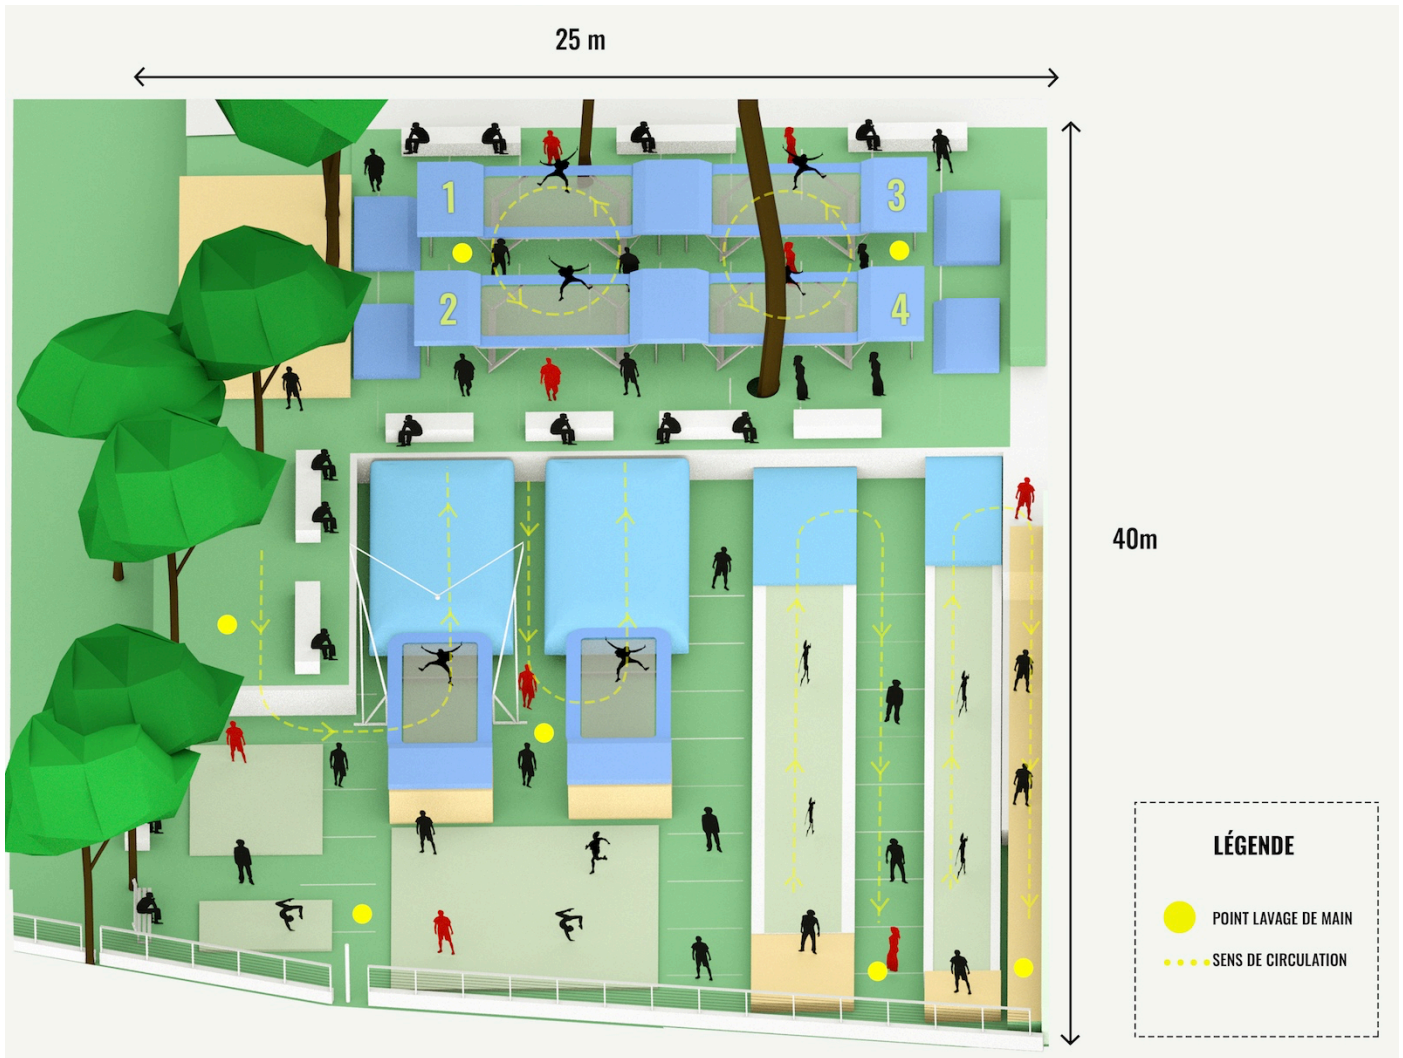 25 m
1
3
2
4
40m
LÉGENDE
POINT LAVAGE DE MAIN
SENS DE CIRCULATION